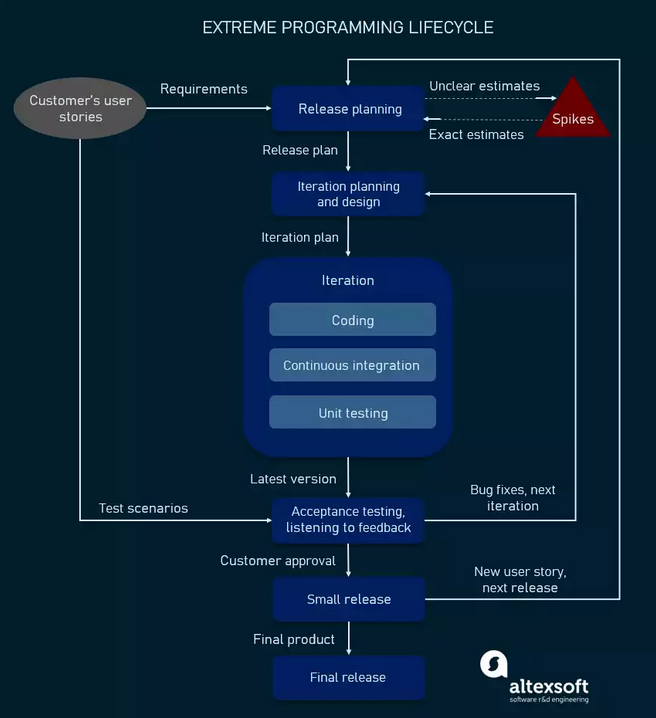 EXTREME PROGRAMMING LIFECYCLE
Customer's user
stories
Requirements
Release planning
Unclear estimates
Exact estimates
Spikes
Release plan
Iteration planning
and design
Iteration plan
Iteration
Coding
Continuous integration
Unit testing
Latest version
Test scenarios
Acceptance testing,
listening to feedback
Bug fixes, next
iteration
Customer approval
Small release
New user story,
next release
Final product
Final release
altexsoft
software r&d engineering